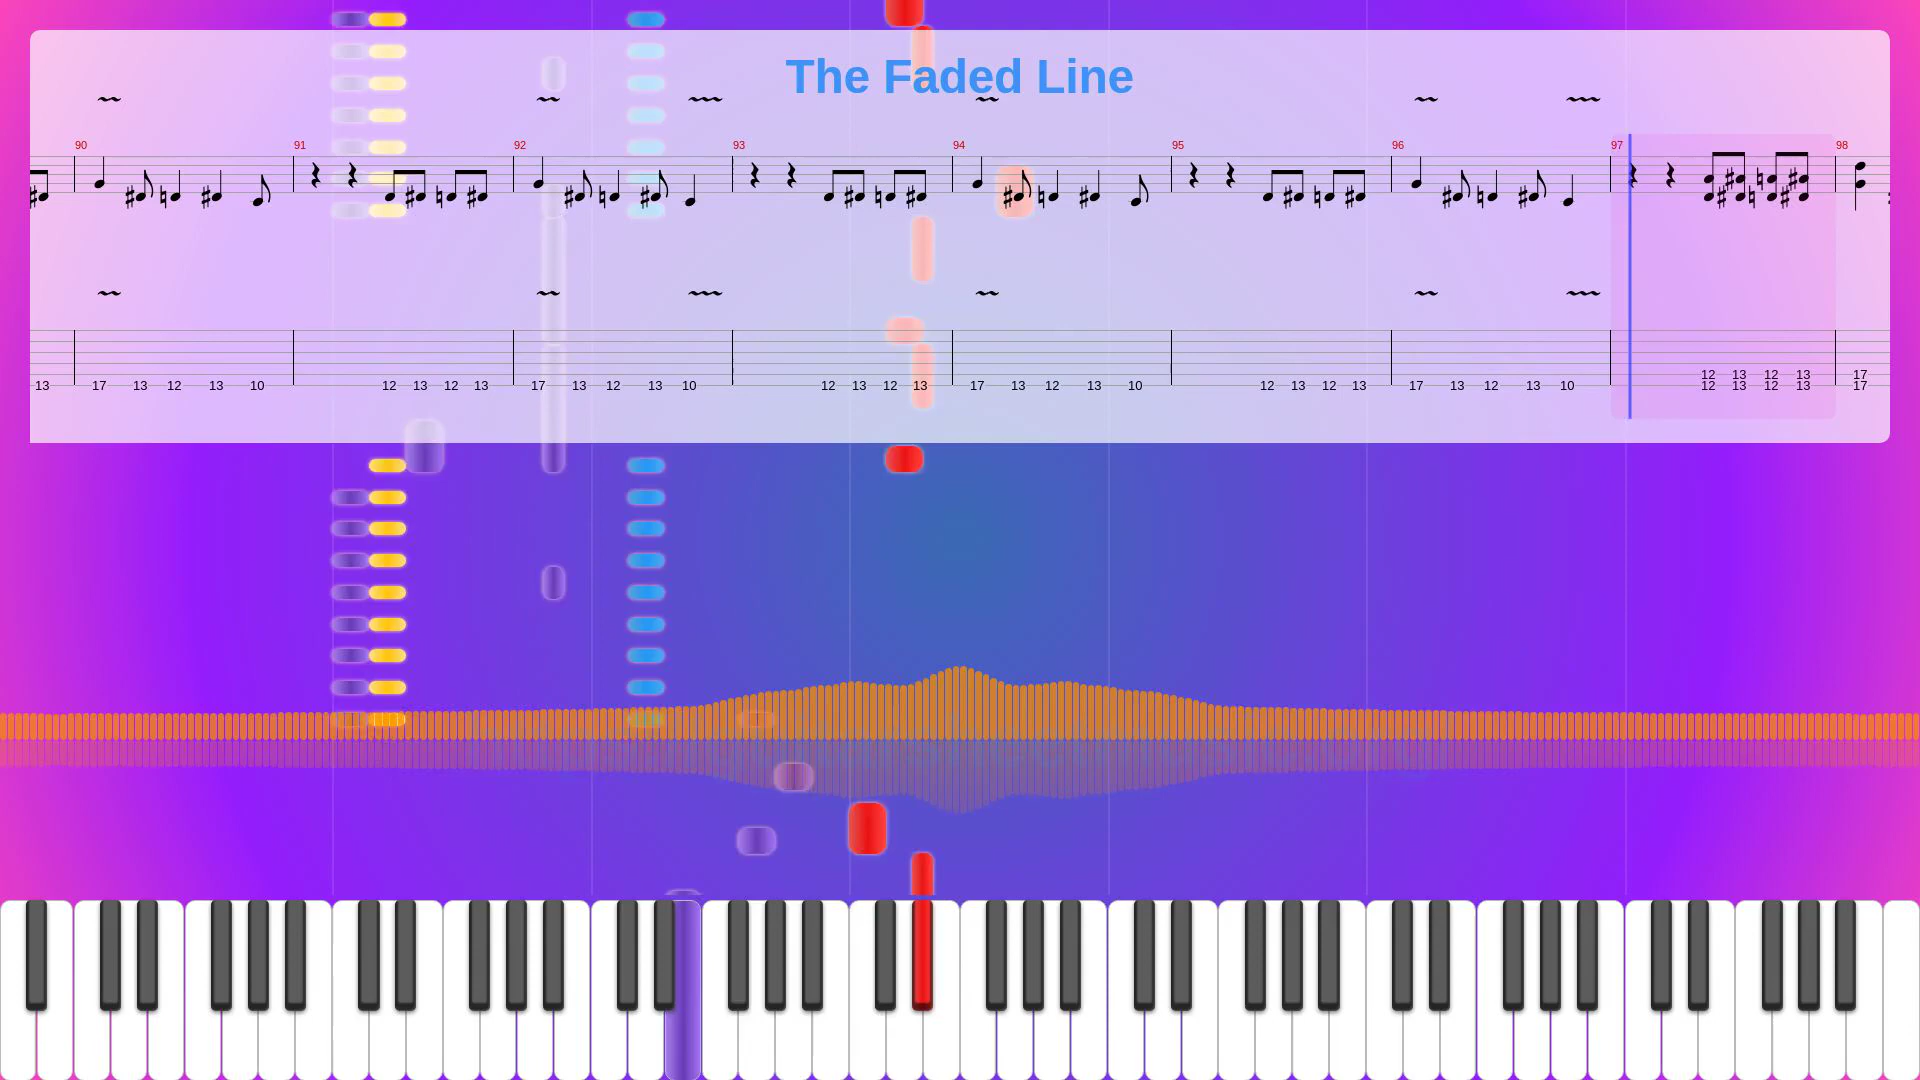 The Faded Line
90 91 92 93 94 95 96 97 98
12 13 12 13 17
13 17 13 12 13 10 12 13 12 13 17 13 12 13 10 12 13 12 13 17 13 12 13 10 12 13 12 13 17 13 12 13 10 12 13 12 13 17